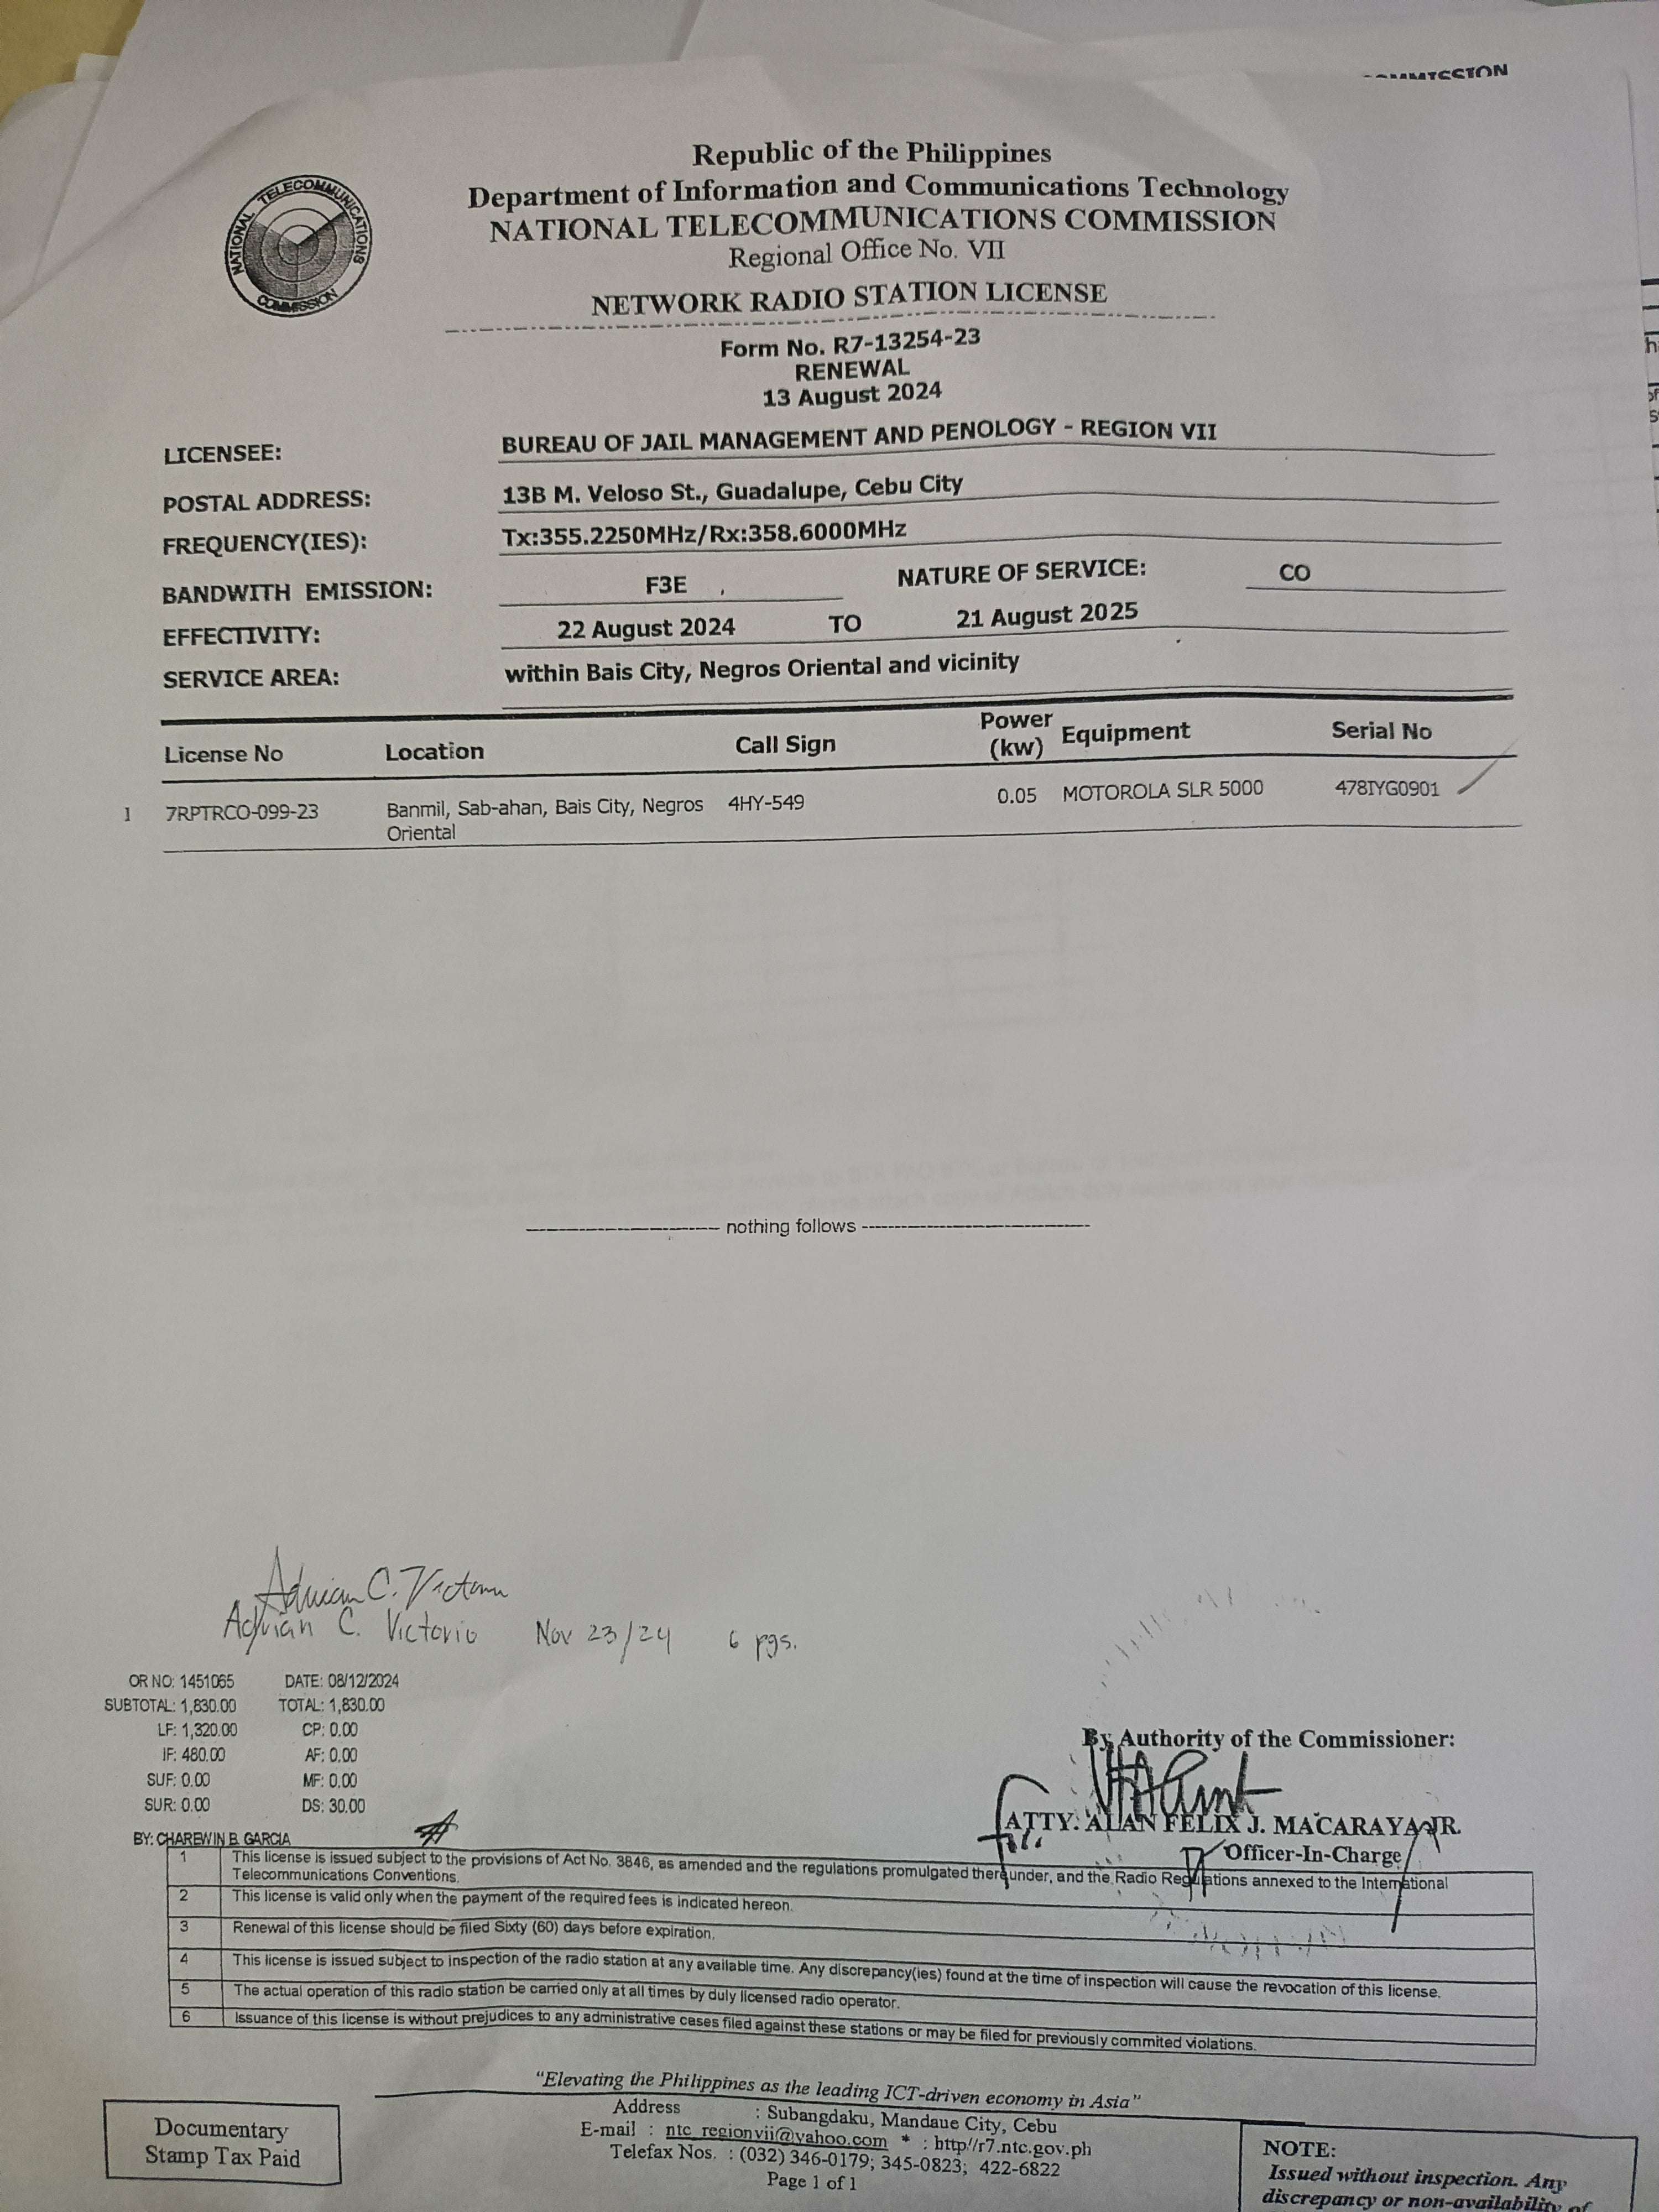 Republic of the Philippines
Department of Information and Communications Technology
NATIONAL TELECOMMUNICATIONS COMMISSION
Regional Office No. VII
NATIONAL TELECOMMUNICATIONS COMMISSION
NETWORK RADIO STATION LICENSE
Form No. R7-13254-23
RENEWAL
13 August 2024
LICENSEE: BUREAU OF JAIL MANAGEMENT AND PENOLOGY - REGION VII
POSTAL ADDRESS: 13B M. Veloso St., Guadalupe, Cebu City
FREQUENCY(IES): Tx:355.2250MHz/Rx:358.6000MHz
BANDWITH EMISSION: F3E NATURE OF SERVICE: CO
EFFECTIVITY: 22 August 2024 TO 21 August 2025
SERVICE AREA: within Bais City, Negros Oriental and vicinity
License No Location Call Sign Power (kw) Equipment Serial No
1 7RPTRCO-099-23 Banmil, Sab-ahan, Bais City, Negros 4HY-549 0.05 MOTOROLA SLR 5000 478IYG0901
Oriental
nothing follows
Adrian C. Victorio
Adrian C. Victorio Nov 23/24 6 pgs.
OR NO: 1451065 DATE: 08/12/2024
SUBTOTAL: 1,830.00 TOTAL: 1,830.00
LF: 1,320.00 CP: 0.00
IF: 480.00 AF: 0.00
SUF: 0.00 MF: 0.00
SUR: 0.00 DS: 30.00
BY: CHAREWIN B. GARCIA
By Authority of the Commissioner:
ATTY. ALAN FELIX J. MACARAYA JR.
Officer-In-Charge
1 This license is issued subject to the provisions of Act No. 3846, as amended and the regulations promulgated thereunder, and the Radio Regulations annexed to the International
Telecommunications Conventions.
2 This license is valid only when the payment of the required fees is indicated hereon.
3 Renewal of this license should be filed Sixty (60) days before expiration.
4 This license is issued subject to inspection of the radio station at any available time. Any discrepancy(ies) found at the time of inspection will cause the revocation of this license.
5 The actual operation of this radio station be carried only at all times by duly licensed radio operator.
6 Issuance of this license is without prejudices to any administrative cases filed against these stations or may be filed for previously commited violations.
"Elevating the Philippines as the leading ICT-driven economy in Asia"
Address : Subangdaku, Mandaue City, Cebu
E-mail : ntc_regionvii@yahoo.com * : http//r7.ntc.gov.ph
Telefax Nos. : (032) 346-0179; 345-0823; 422-6822
Page 1 of 1
Documentary
Stamp Tax Paid
NOTE:
Issued without inspection. Any
discrepancy or non-availability of